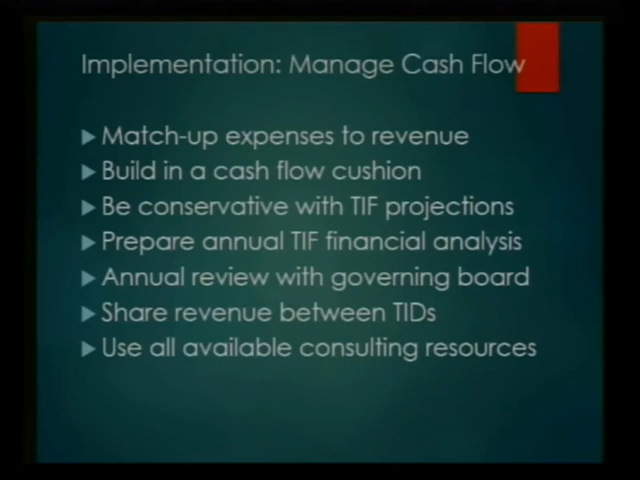 Implementation: Manage Cash Flow
Match-up expenses to revenue
Build in a cash flow cushion
Be conservative with TIF projections
Prepare annual TIF financial analysis
Annual review with governing board
Share revenue between TIDs
Use all available consulting resources